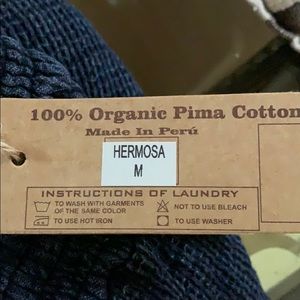 100% Organic Pima Cotton
Made In Perú
HERMOSA
M
INSTRUCTIONS OF LAUNDRY
TO WASH WITH GARMENTS OF THE SAME COLOR
NOT TO USE BLEACH
TO USE HOT IRON
TO USE WASHER